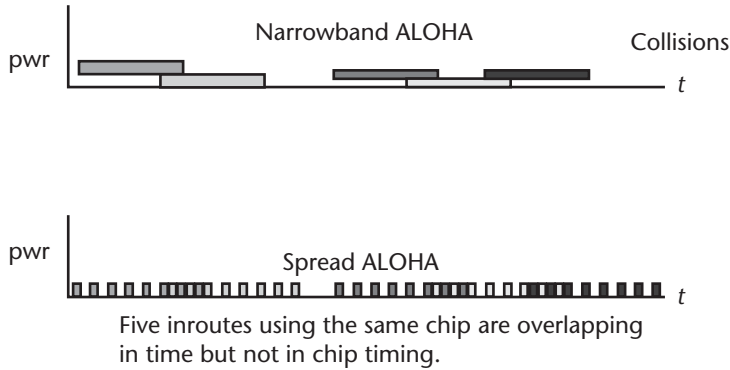 Narrowband ALOHA
Collisions
pwr
t
pwr
Spread ALOHA
t
Five inroutes using the same chip are overlapping
in time but not in chip timing.